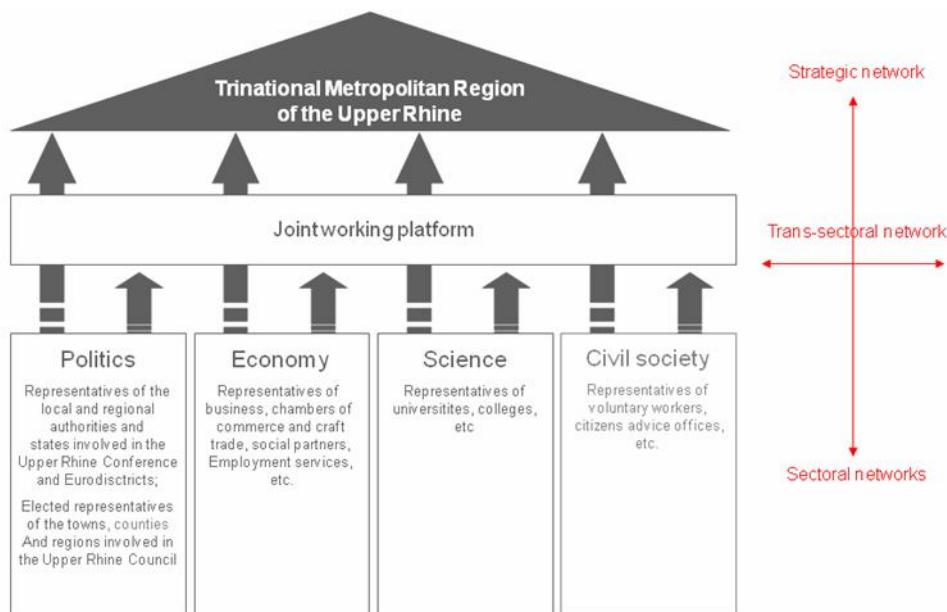 Trinational Metropolitan Region
of the Upper Rhine
Strategic network
Joint working platform
Trans-sectoral network
Politics
Representatives of the
local and regional
authorities and
states involved in the
Upper Rhine Conference
and Eurodisctricts;
Elected representatives
of the towns, counties
And regions involved in
the Upper Rhine Council
Economy
Representatives of
business, chambers of
commerce and craft
trade, social partners,
Employment services,
etc.
Science
Representatives of
universitites, colleges,
etc
Civil society
Representatives of
voluntary workers,
citizens advice offices,
etc.
Sectoral networks